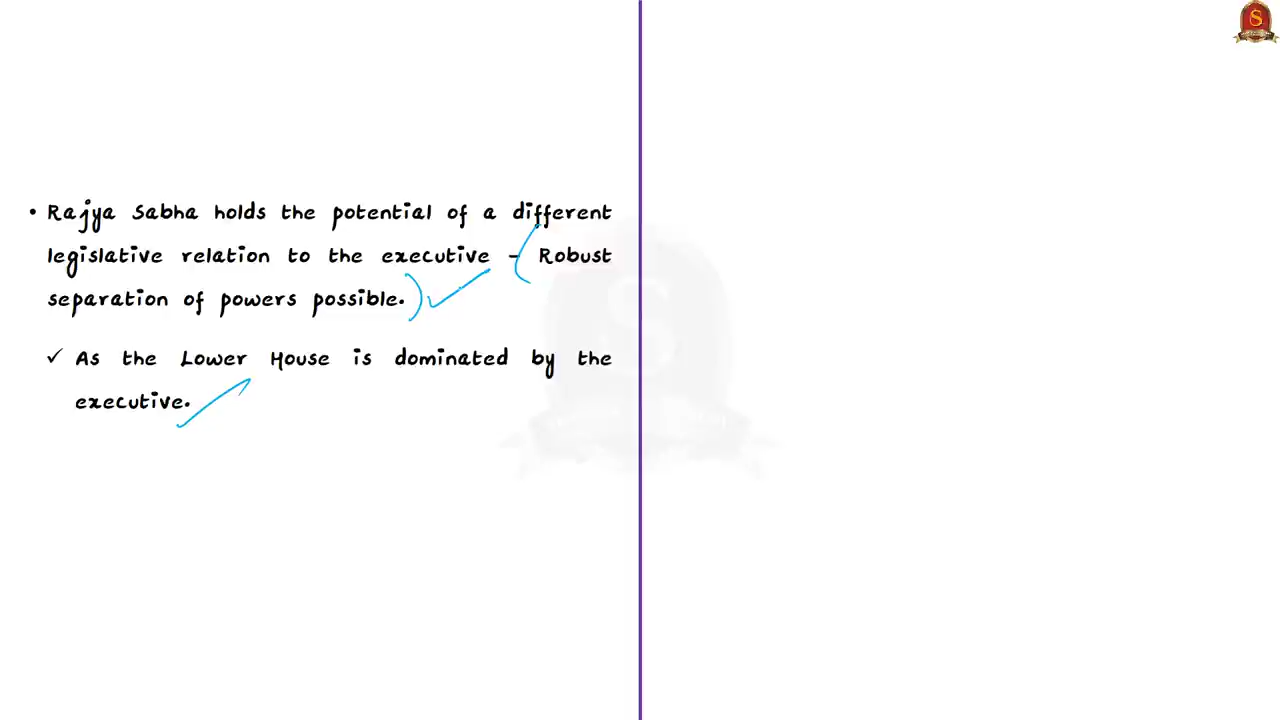 • Rajya Sabha holds the potential of a different
legislative relation to the executive – Robust
separation of powers possible.
✓ As the Lower House is dominated by the
executive.
S
S